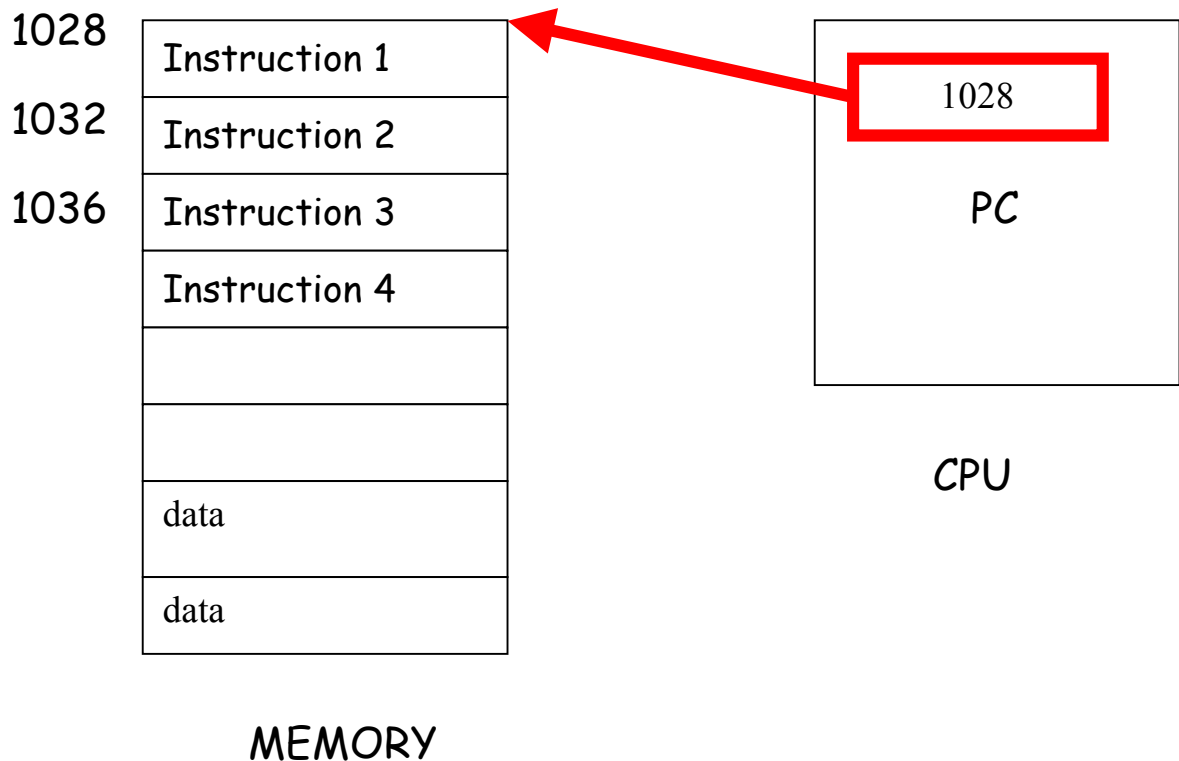 1028
Instruction 1
1032
Instruction 2
1036
Instruction 3
Instruction 4
data
data
MEMORY
1028
PC
CPU